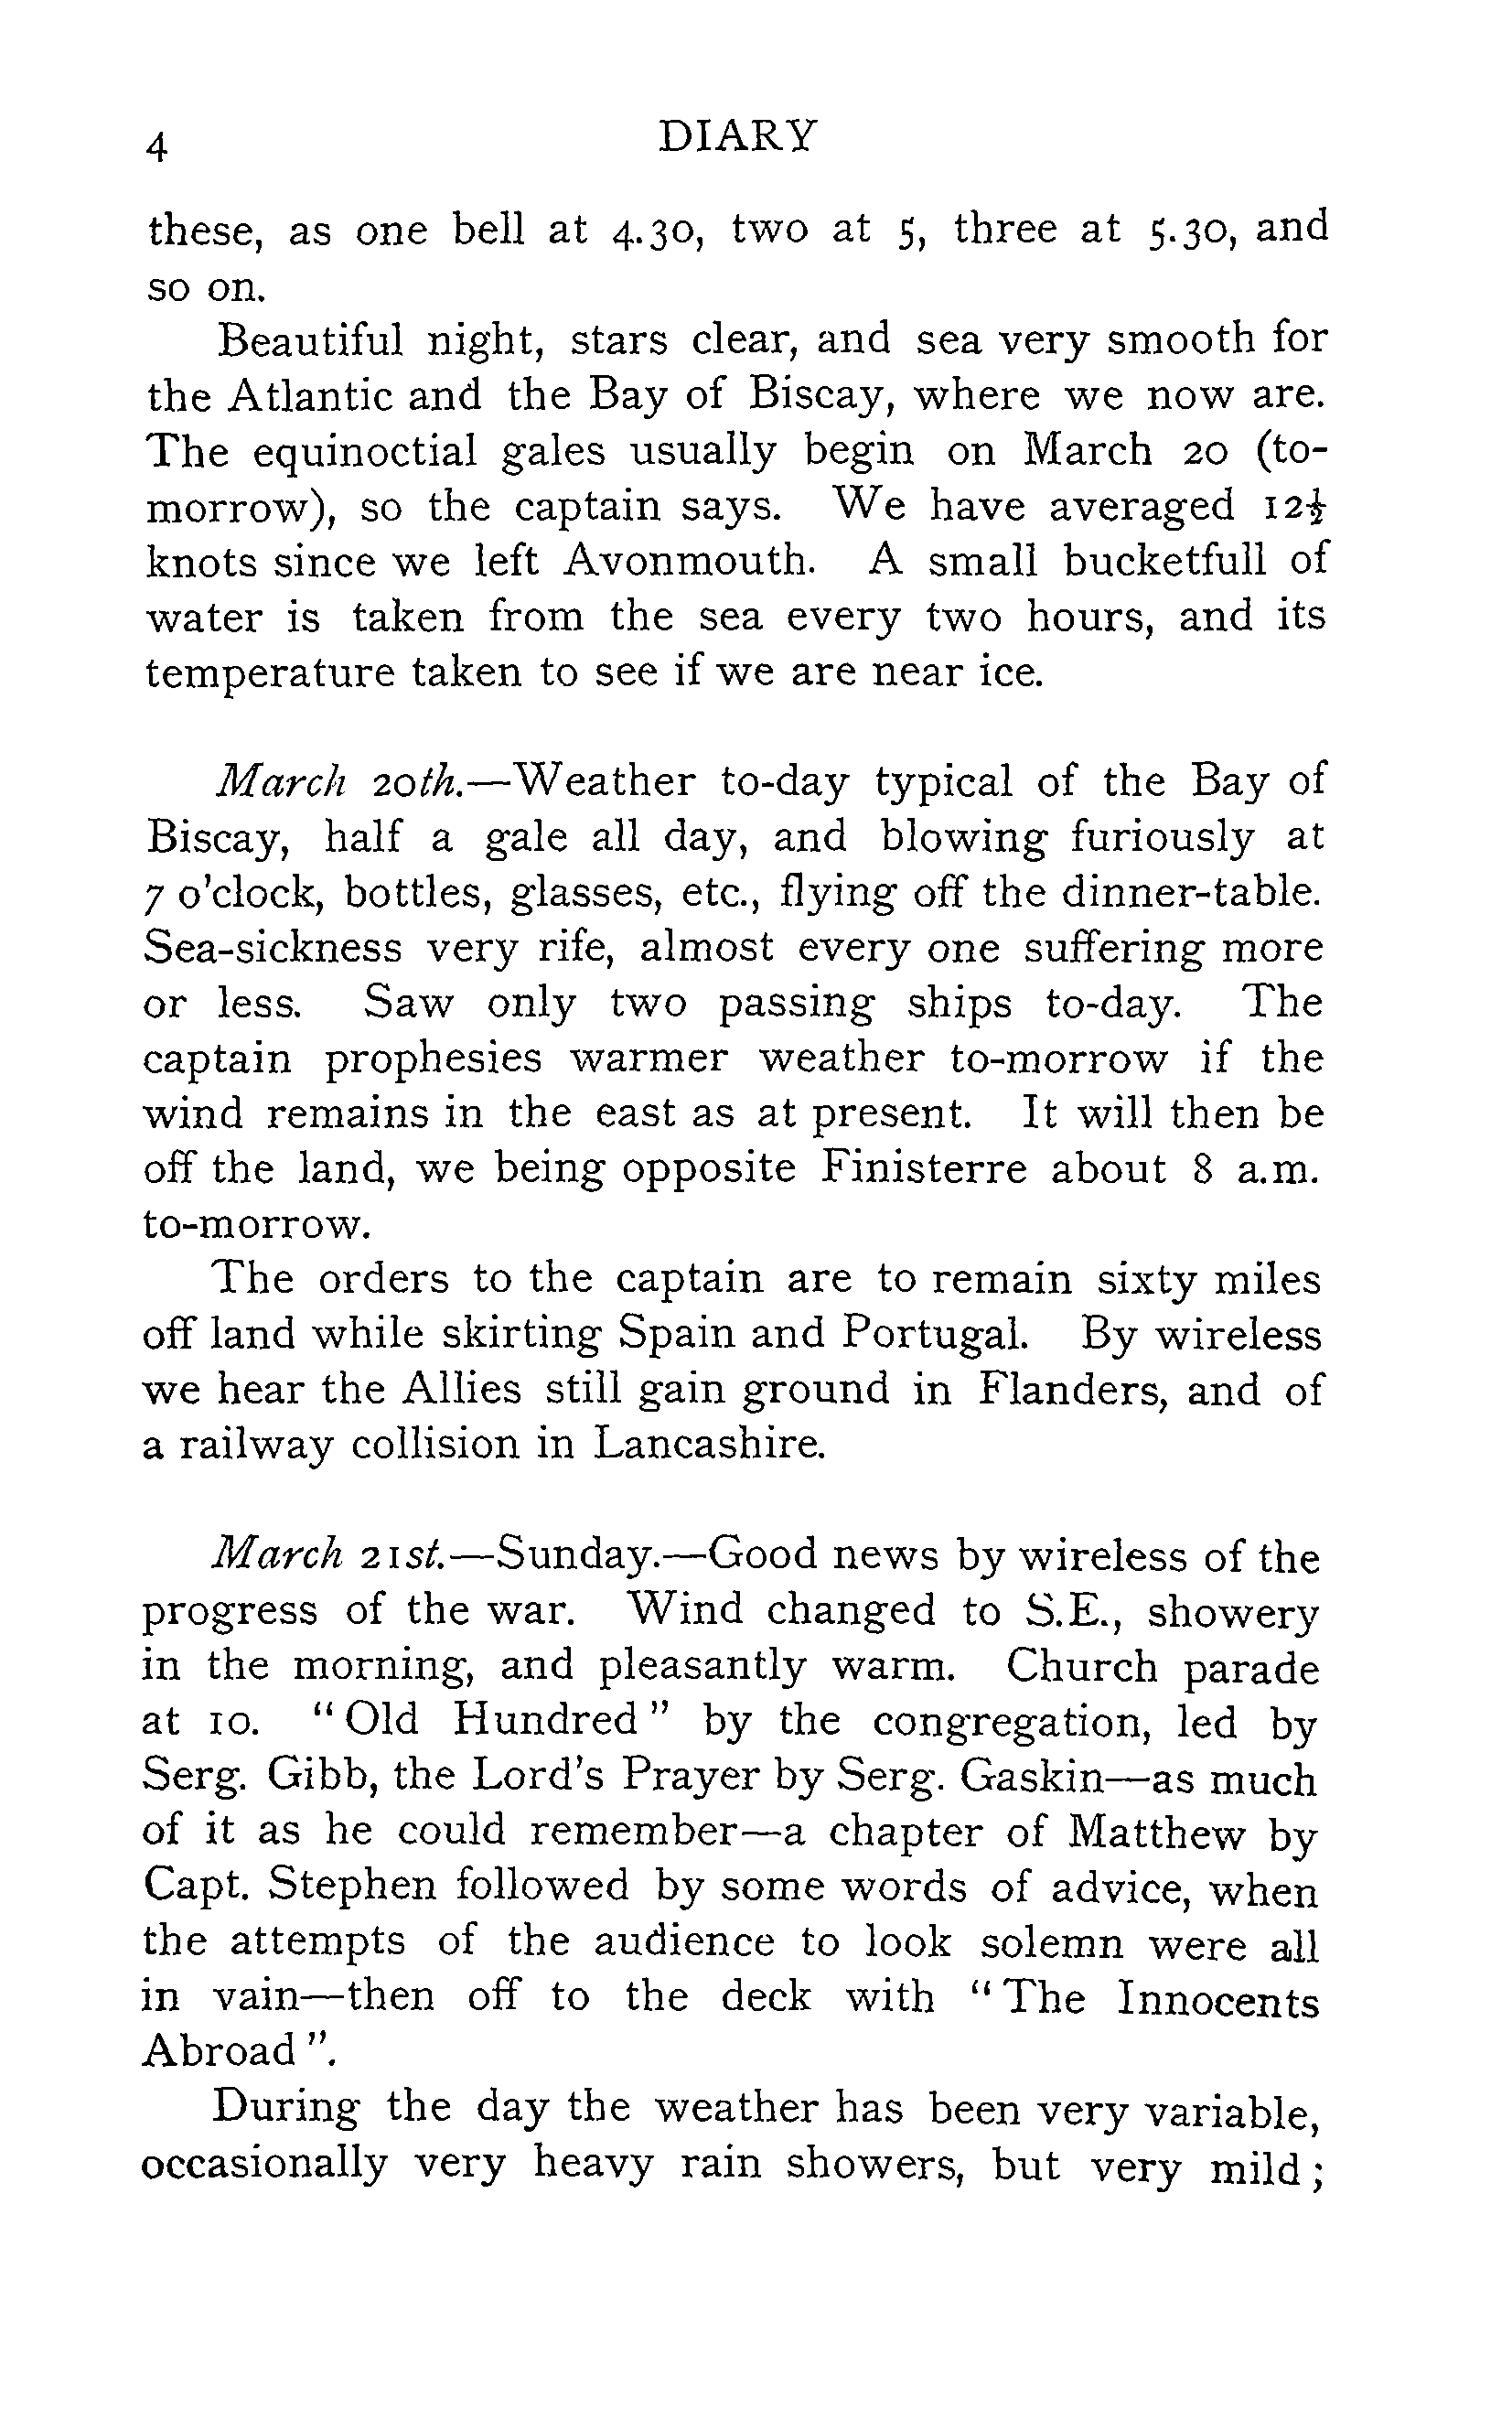 4 DIARY
these, as one bell at 4.30, two at 5, three at 5.30, and
so on.
Beautiful night, stars clear, and sea very smooth for
the Atlantic and the Bay of Biscay, where we now are.
The equinoctial gales usually begin on March 20 (to-
morrow), so the captain says. We have averaged 12½
knots since we left Avonmouth. A small bucketfull of
water is taken from the sea every two hours, and its
temperature taken to see if we are near ice.
March 20th.—Weather to-day typical of the Bay of
Biscay, half a gale all day, and blowing furiously at
7 o'clock, bottles, glasses, etc., flying off the dinner-table.
Sea-sickness very rife, almost every one suffering more
or less. Saw only two passing ships to-day. The
captain prophesies warmer weather to-morrow if the
wind remains in the east as at present. It will then be
off the land, we being opposite Finisterre about 8 a.m.
to-morrow.
The orders to the captain are to remain sixty miles
off land while skirting Spain and Portugal. By wireless
we hear the Allies still gain ground in Flanders, and of
a railway collision in Lancashire.
March 21st.—Sunday.—Good news by wireless of the
progress of the war. Wind changed to S.E., showery
in the morning, and pleasantly warm. Church parade
at 10. "Old Hundred" by the congregation, led by
Serg. Gibb, the Lord's Prayer by Serg. Gaskin—as much
of it as he could remember—a chapter of Matthew by
Capt. Stephen followed by some words of advice, when
the attempts of the audience to look solemn were all
in vain—then off to the deck with "The Innocents
Abroad".
During the day the weather has been very variable,
occasionally very heavy rain showers, but very mild;